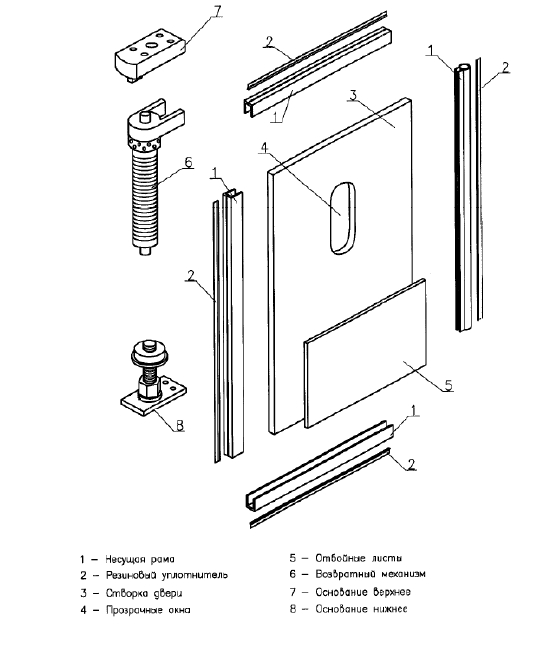 7
2
1
3
1
2
4
6
1
2
5
8
1
2
1 – Несущая рама
2 – Резиновый уплотнитель
3 – Створка двери
4 – Прозрачные окна
5 – Отбойные листы
6 – Возвратный механизм
7 – Основание верхнее
8 – Основание нижнее